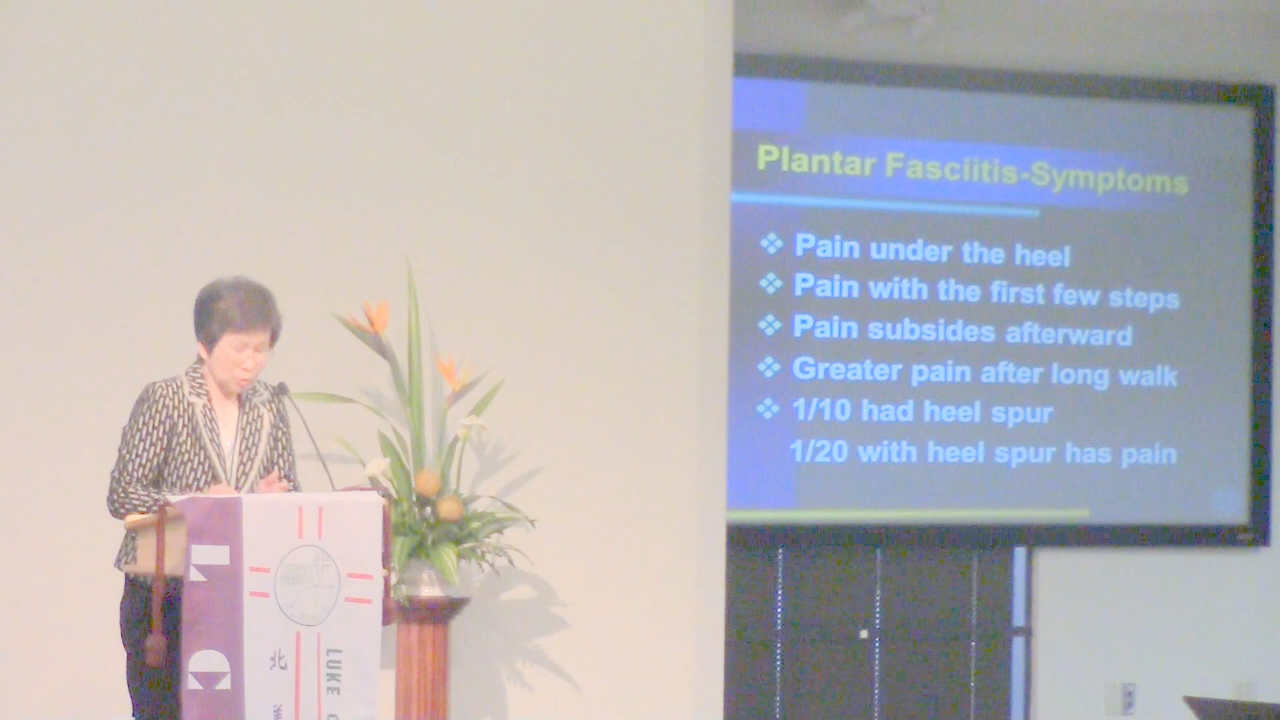 Plantar Fasciitis-Symptoms
Pain under the heel
Pain with the first few steps
Pain subsides afterward
Greater pain after long walk
1/10 had heel spur
1/20 with heel spur has pain
北
LUKE